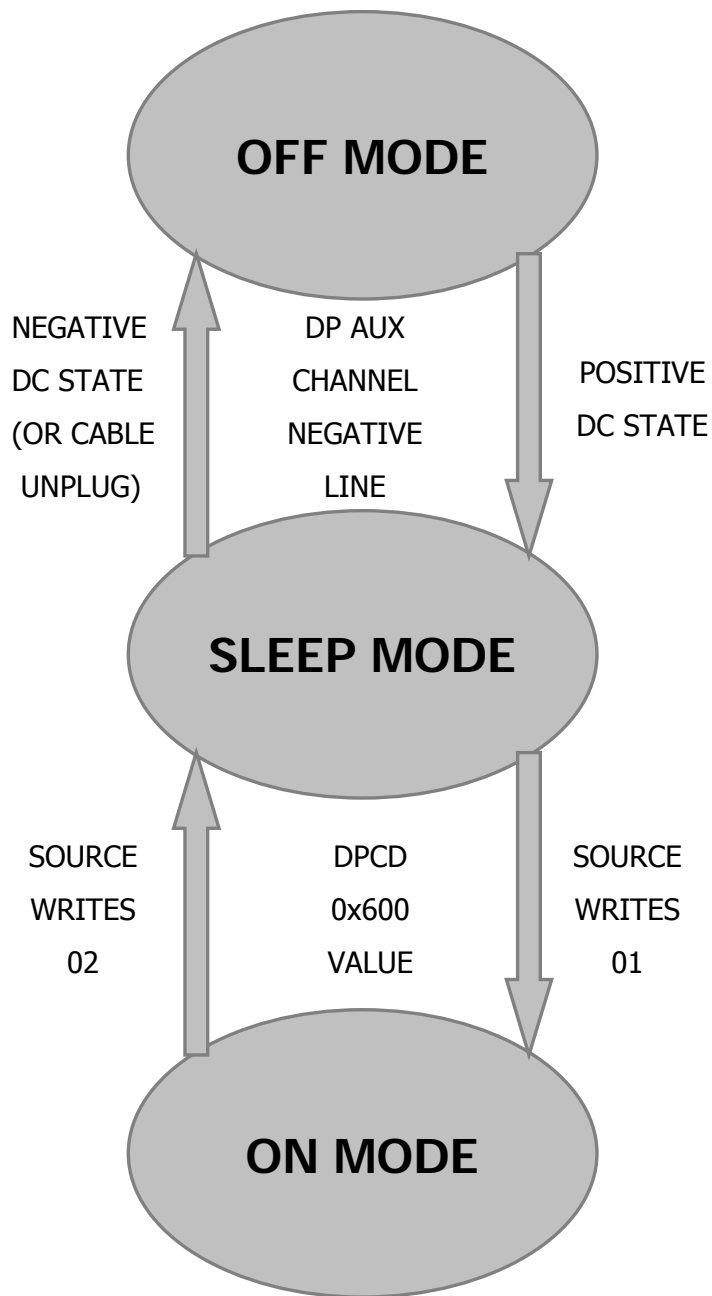 OFF MODE
NEGATIVE
DC STATE
(OR CABLE
UNPLUG)
DP AUX
CHANNEL
NEGATIVE
LINE
POSITIVE
DC STATE
SLEEP MODE
SOURCE
WRITES
02
DPCD
0x600
VALUE
SOURCE
WRITES
01
ON MODE